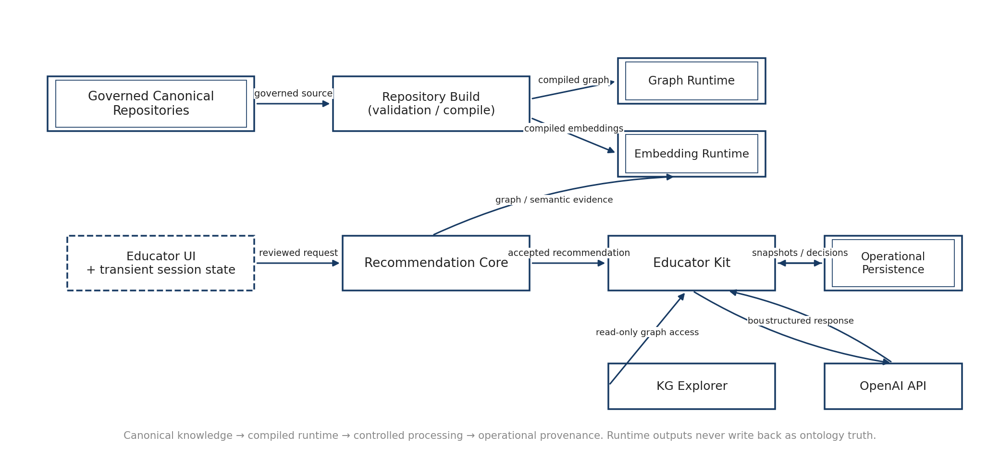 compiled graph
Graph Runtime
governed source
Governed Canonical
Repositories
Repository Build
(validation / compile)
compiled embeddings
Embedding Runtime
graph / semantic evidence
Educator UI
+ transient session state
reviewed request
Recommendation Core
accepted recommendation
Educator Kit
snapshots / decisions
Operational
Persistence
bou
structured response
read-only graph access
KG Explorer
OpenAI API
Canonical knowledge → compiled runtime → controlled processing → operational provenance. Runtime outputs never write back as ontology truth.